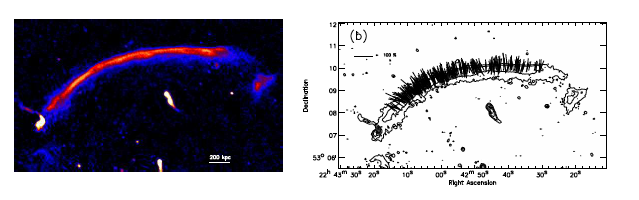 200 kpc
(b)
100 %
12
11
10
09
08
07
53° 06'
Declination
22ʰ 43ᵐ 30ˢ 20ˢ 10ˢ 00ˢ 42ᵐ 50ˢ 40ˢ 30ˢ 20ˢ
Right Ascension